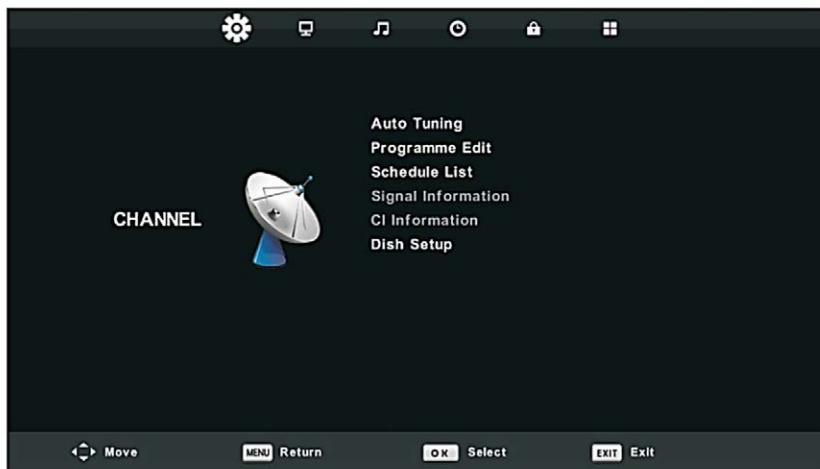 CHANNEL
Auto Tuning
Programme Edit
Schedule List
Signal Information
CI Information
Dish Setup
Move MENU Return OK Select EXIT Exit